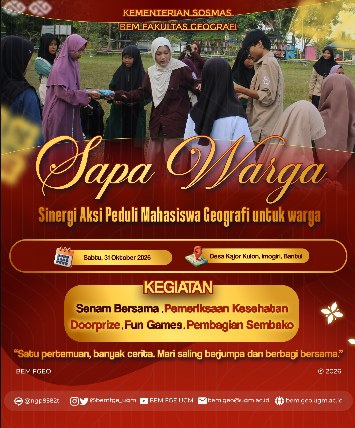 KEMENTERIAN SOSMAS
BEM FAKULTAS GEOGRAFI
Sapa Warga
Sinergi Aksi Peduli Mahasiswa Geografi untuk warga
Sabtu, 31 Oktober 2026
Desa Kajor Kulon, Imogiri, Bantul
KEGIATAN
Senam Bersama, Pemeriksaan Kesehatan
Doorprize, Fun Games, Pembagian Sembako
"Satu pertemuan, banyak cerita. Mari saling berjumpa dan berbagi bersama."
BEM FGEO © 2026
BEM FGE UGM